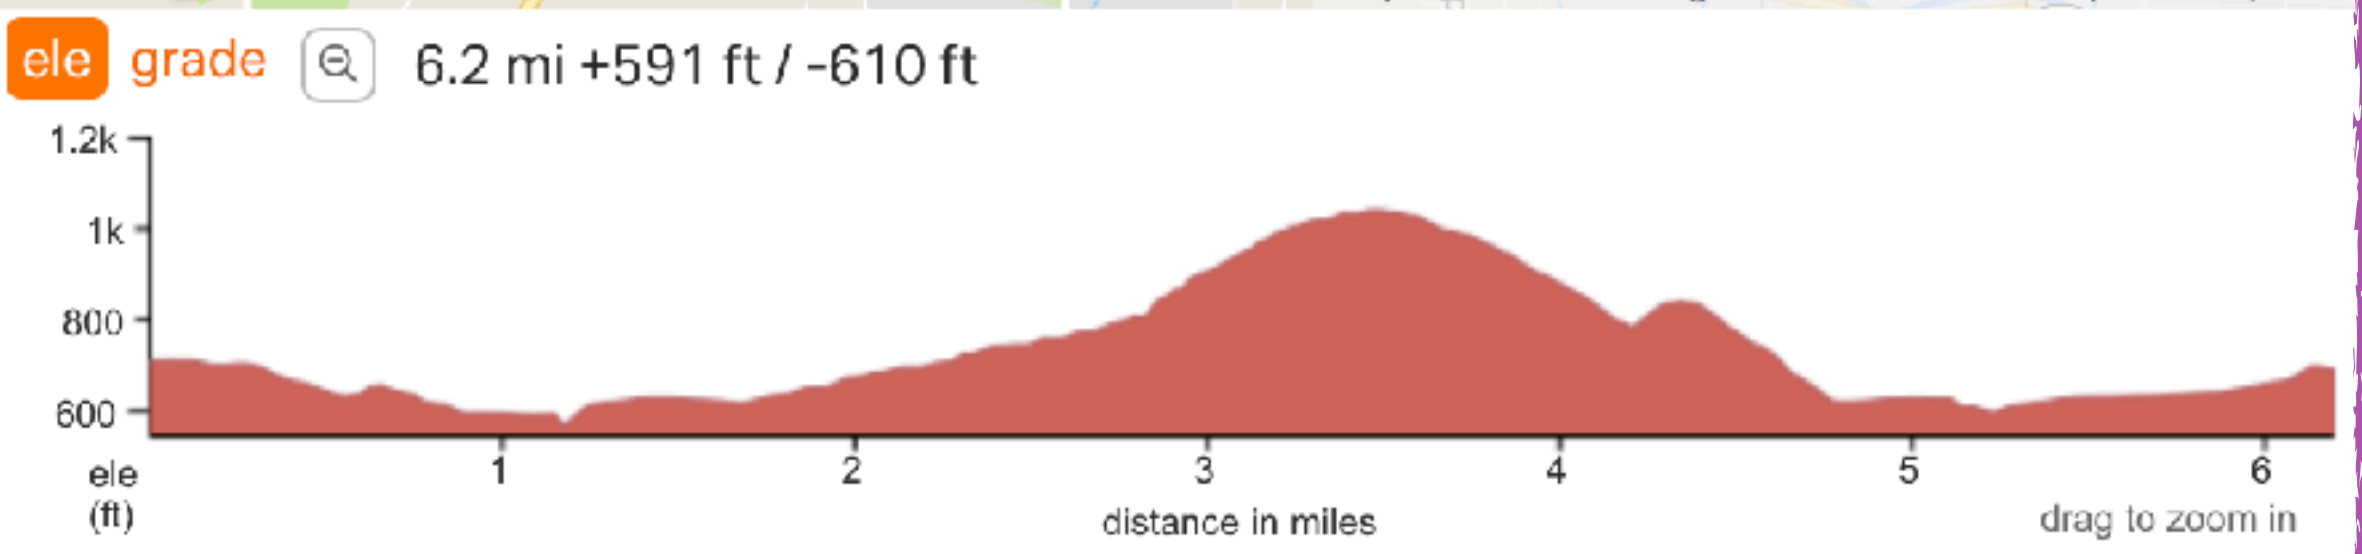 ele grade 6.2 mi +591 ft / -610 ft
1.2k
1k
800
600
ele
(ft)
1 2 3 4 5 6
distance in miles
drag to zoom in